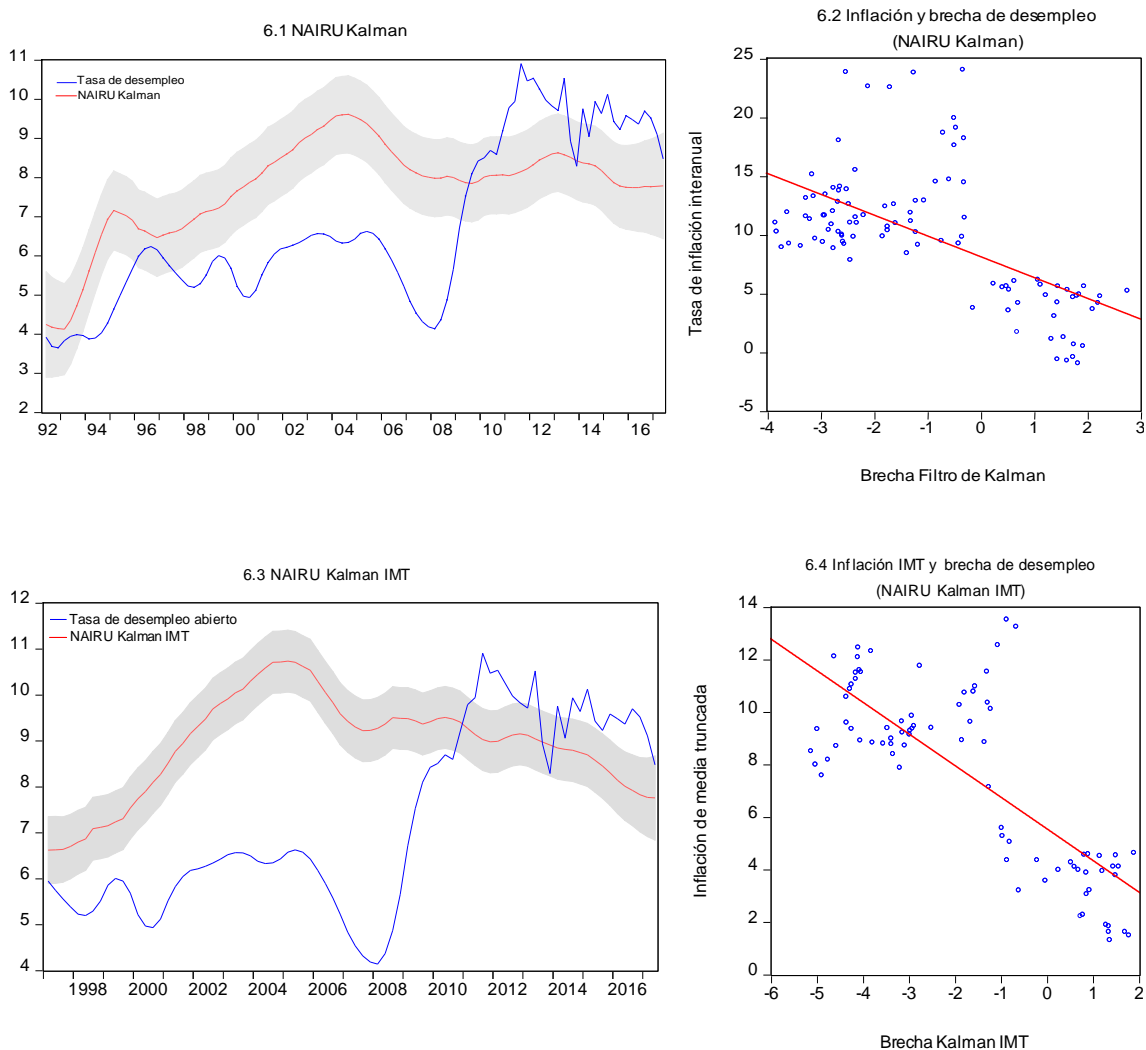 6.1 NAIRU Kalman
11
10
9
8
7
6
5
4
3
2
Tasa de desempleo
NAIRU Kalman
92 94 96 98 00 02 04 06 08 10 12 14 16
6.2 Inflación y brecha de desempleo
(NAIRU Kalman)
Tasa de inflación interanual
25
20
15
10
5
0
-5
-4 -3 -2 -1 0 1 2 3
Brecha Filtro de Kalman
6.3 NAIRU Kalman IMT
12
11
10
9
8
7
6
5
4
Tasa de desempleo abierto
NAIRU Kalman IMT
1998 2000 2002 2004 2006 2008 2010 2012 2014 2016
6.4 Inflación IMT y brecha de desempleo
(NAIRU Kalman IMT)
Inflación de media truncada
14
12
10
8
6
4
2
0
-6 -5 -4 -3 -2 -1 0 1 2
Brecha Kalman IMT